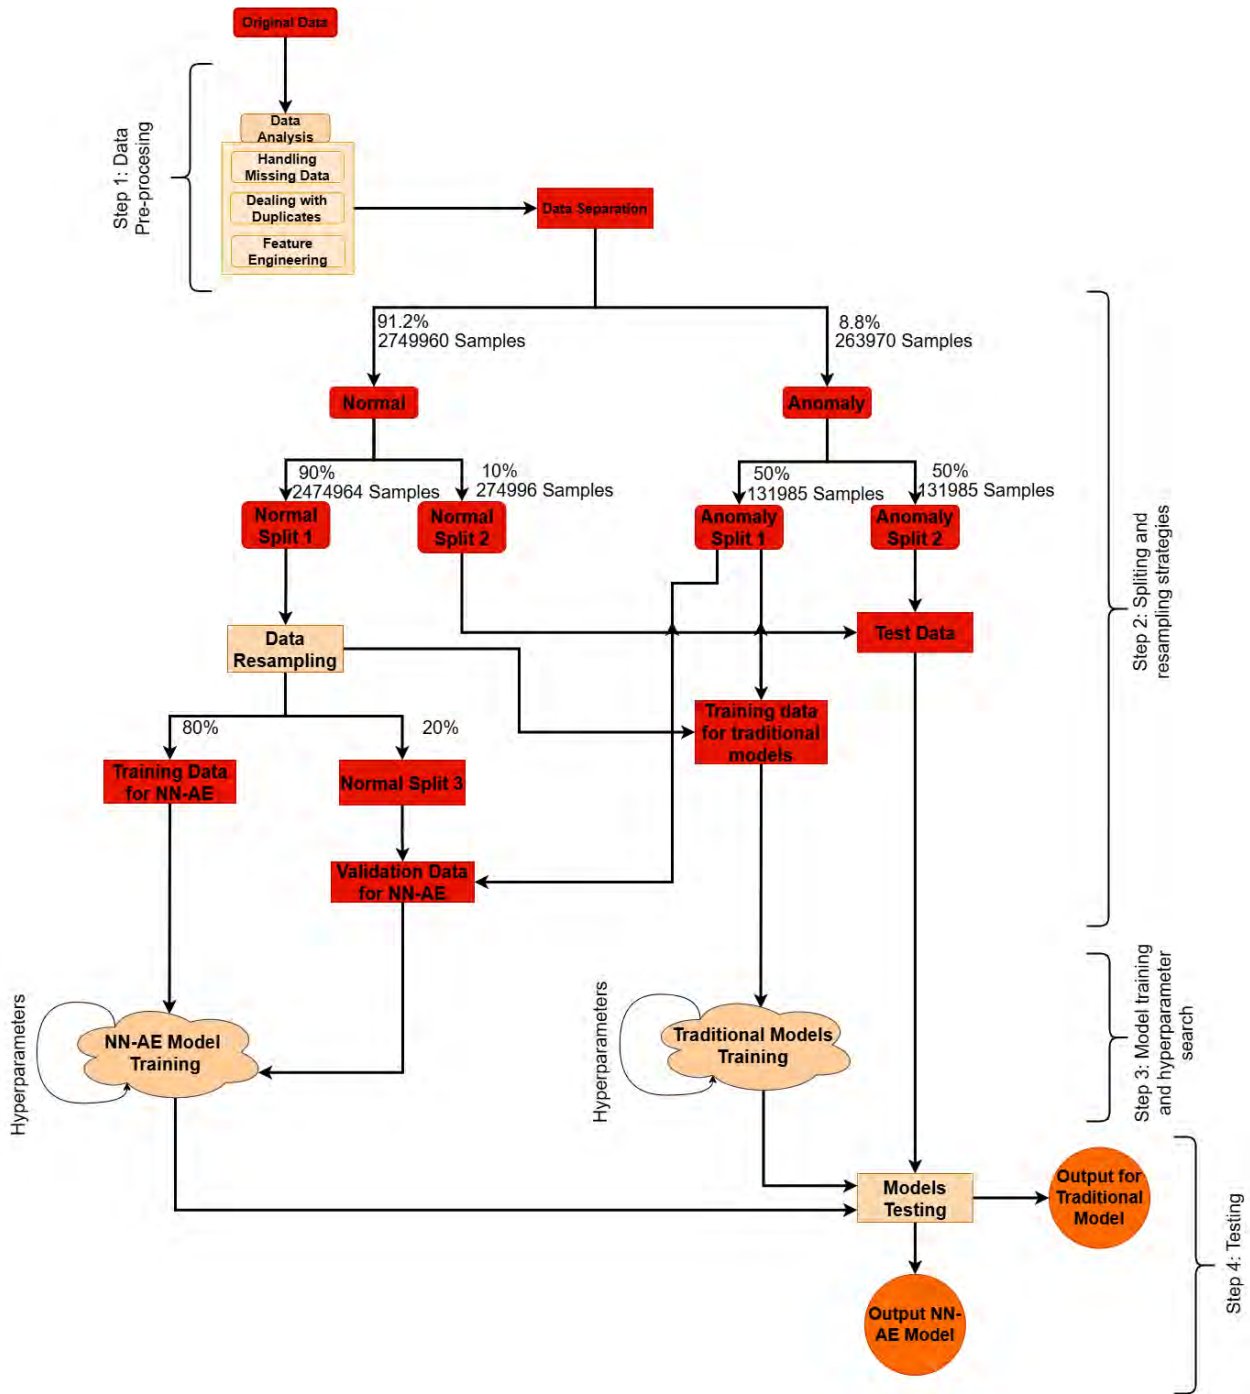 Original Data
Step 1: Data
Pre-procesing
Data
Analysis
Handling
Missing Data
Dealing with
Duplicates
Feature
Engineering
Data Separation
91.2%
2749960 Samples
8.8%
263970 Samples
Normal
Anomaly
90%
2474964 Samples
10%
274996 Samples
50%
131985 Samples
50%
131985 Samples
Normal
Split 1
Normal
Split 2
Anomaly
Split 1
Anomaly
Split 2
Step 2: Spliting and
resampling strategies
Data
Resampling
Test Data
80%
20%
Training data
for traditional
models
Training Data
for NN-AE
Normal Split 3
Validation Data
for NN-AE
Hyperparameters
NN-AE Model
Training
Hyperparameters
Traditional Models
Training
Step 3: Model training
and hyperparameter
search
Models
Testing
Output for
Traditional
Model
Output NN-
AE Model
Step 4: Testing